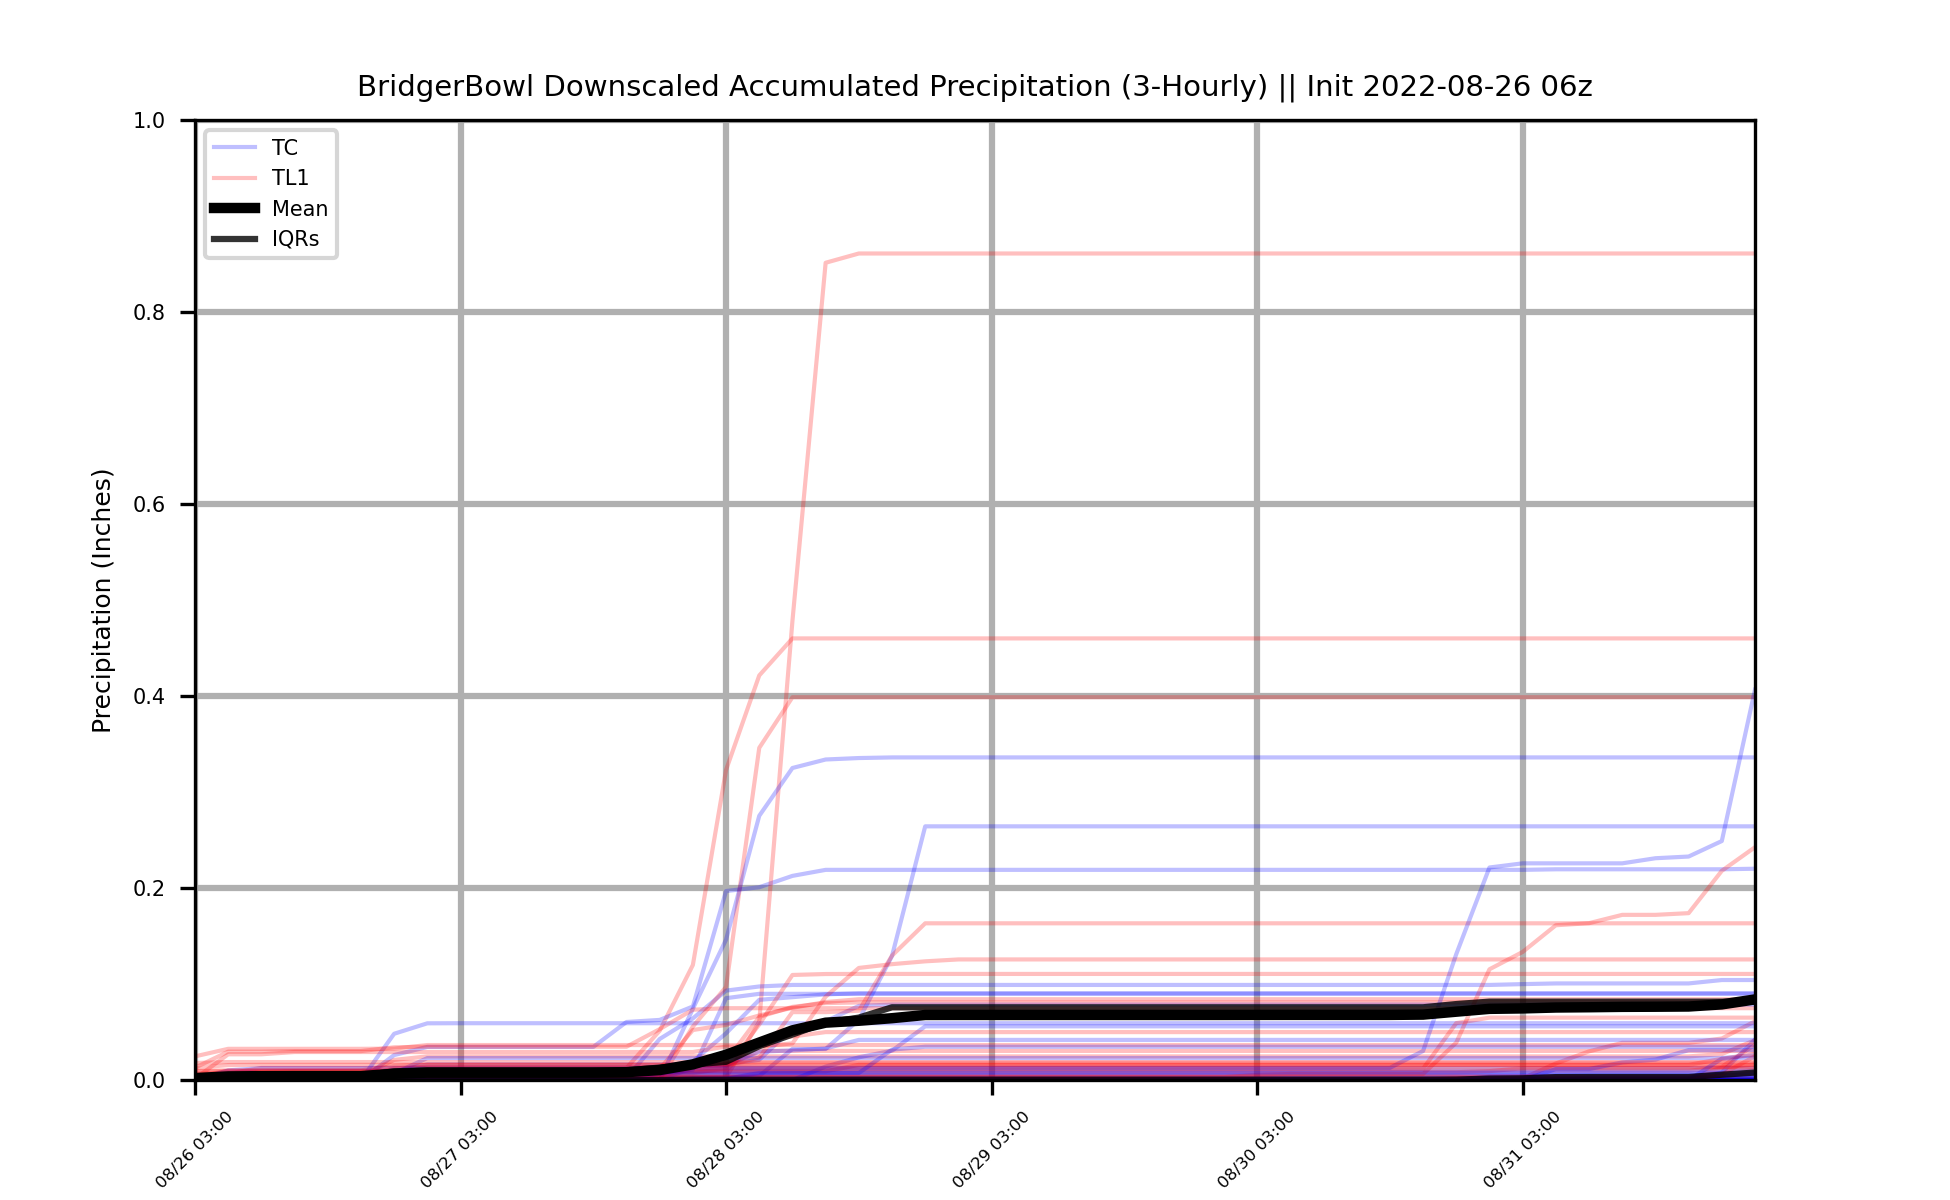 BridgerBowl Downscaled Accumulated Precipitation (3-Hourly) || Init 2022-08-26 06z
1.0
0.8
0.6
0.4
0.2
0.0
Precipitation (Inches)
TC
TL1
Mean
IQRs
08/26 03:00
08/27 03:00
08/28 03:00
08/29 03:00
08/30 03:00
08/31 03:00